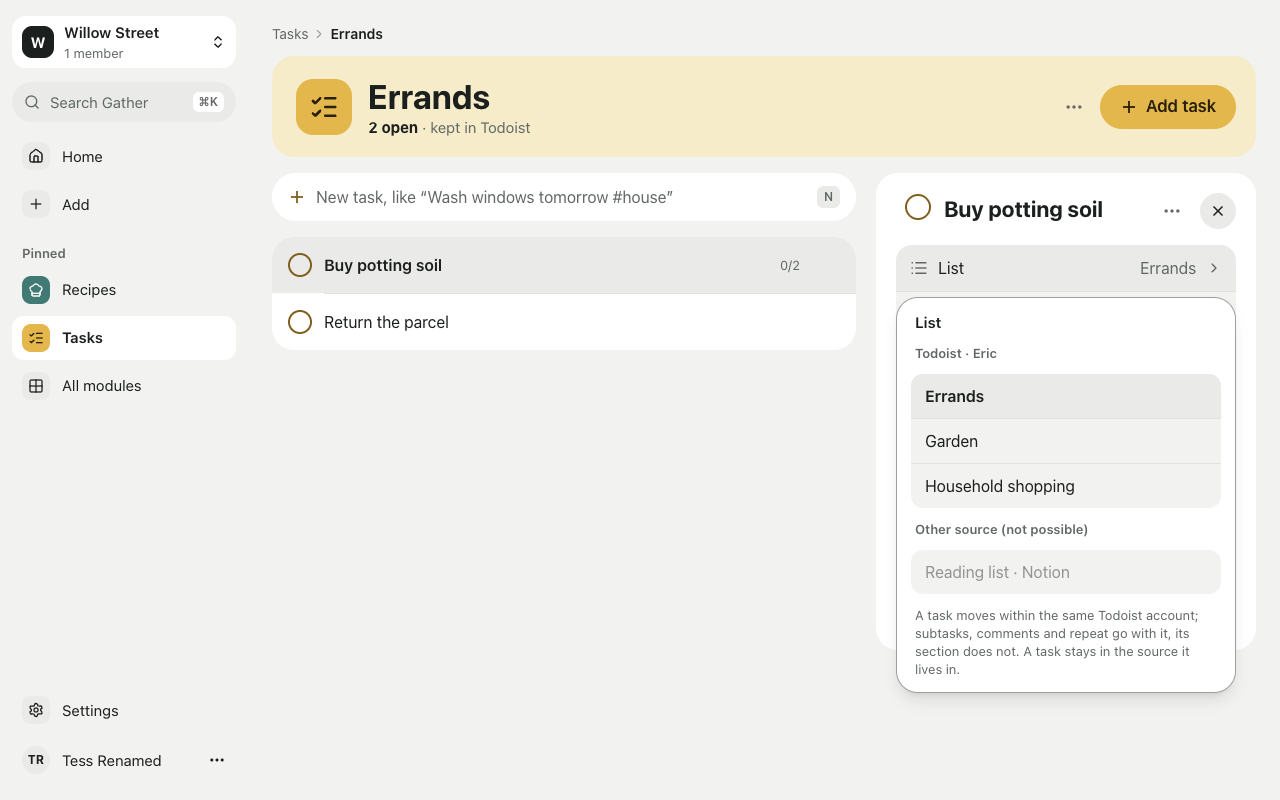 W
Willow Street
1 member
Search Gather
⌘K
Home
Add
Pinned
Recipes
Tasks
All modules
Settings
TR
Tess Renamed
Tasks
Errands
Errands
2 open · kept in Todoist
Add task
New task, like “Wash windows tomorrow #house”
N
Buy potting soil
0/2
Return the parcel
Buy potting soil
List
Errands
List
Todoist · Eric
Errands
Garden
Household shopping
Other source (not possible)
Reading list · Notion
A task moves within the same Todoist account;
subtasks, comments and repeat go with it, its
section does not. A task stays in the source it
lives in.